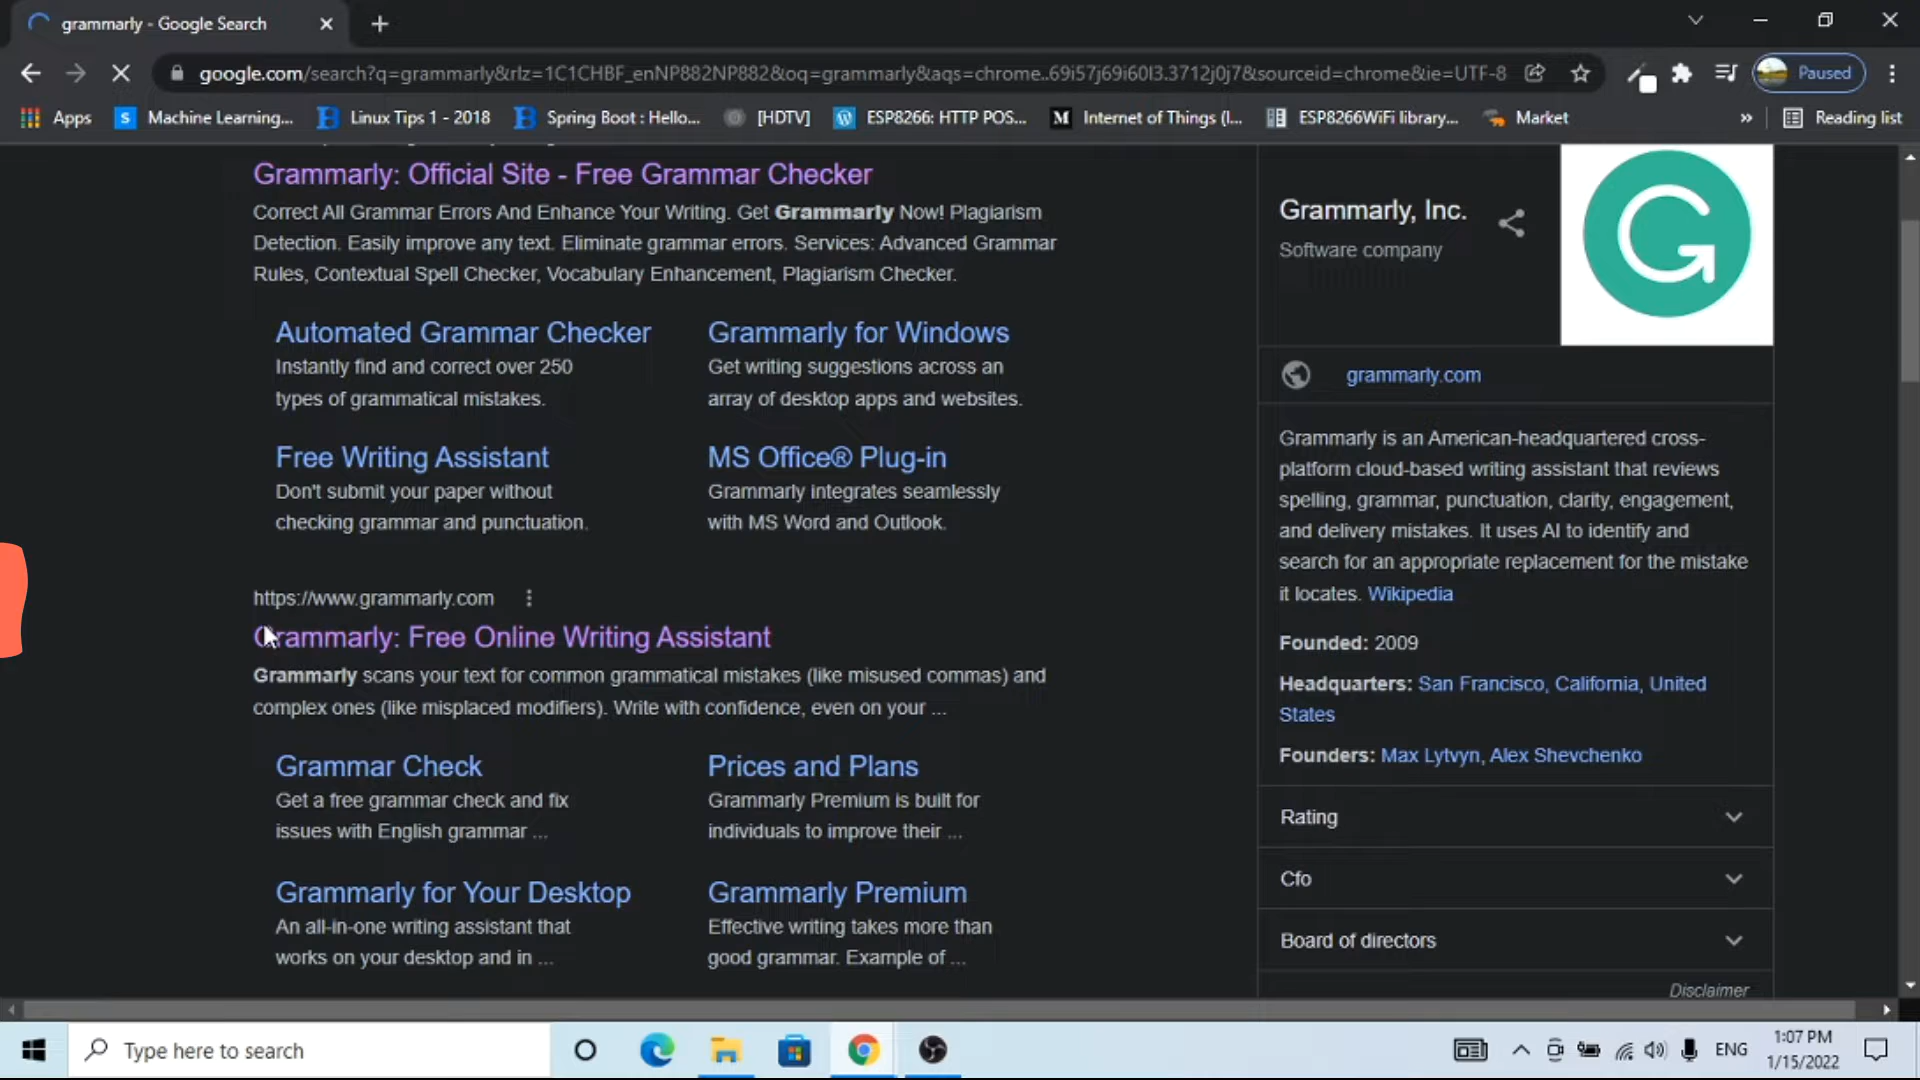 grammarly - Google Search
google.com/search?q=grammarly&rlz=1C1CHBF_enNP882NP882&oq=grammarly&aqs=chrome..69i57j69i60l3.3712j0j7&sourceid=chrome&ie=UTF-8
Paused
Apps
Machine Learning...
Linux Tips 1 - 2018
Spring Boot : Hello...
[HDTV]
ESP8266: HTTP POS...
Internet of Things (I...
ESP8266WiFi library...
Market
»
Reading list
Grammarly: Official Site - Free Grammar Checker
Correct All Grammar Errors And Enhance Your Writing. Get Grammarly Now! Plagiarism
Detection. Easily improve any text. Eliminate grammar errors. Services: Advanced Grammar
Rules, Contextual Spell Checker, Vocabulary Enhancement, Plagiarism Checker.
Automated Grammar Checker
Instantly find and correct over 250
types of grammatical mistakes.
Grammarly for Windows
Get writing suggestions across an
array of desktop apps and websites.
Free Writing Assistant
Don't submit your paper without
checking grammar and punctuation.
MS Office® Plug-in
Grammarly integrates seamlessly
with MS Word and Outlook.
https://www.grammarly.com
Grammarly: Free Online Writing Assistant
Grammarly scans your text for common grammatical mistakes (like misused commas) and
complex ones (like misplaced modifiers). Write with confidence, even on your ...
Grammar Check
Get a free grammar check and fix
issues with English grammar ...
Prices and Plans
Grammarly Premium is built for
individuals to improve their ...
Grammarly for Your Desktop
An all-in-one writing assistant that
works on your desktop and in ...
Grammarly Premium
Effective writing takes more than
good grammar. Example of ...
Grammarly, Inc.
Software company
grammarly.com
Grammarly is an American-headquartered cross-
platform cloud-based writing assistant that reviews
spelling, grammar, punctuation, clarity, engagement,
and delivery mistakes. It uses AI to identify and
search for an appropriate replacement for the mistake
it locates. Wikipedia
Founded: 2009
Headquarters: San Francisco, California, United
States
Founders: Max Lytvyn, Alex Shevchenko
Rating
Cfo
Board of directors
Disclaimer
Type here to search
ENG
1:07 PM
1/15/2022